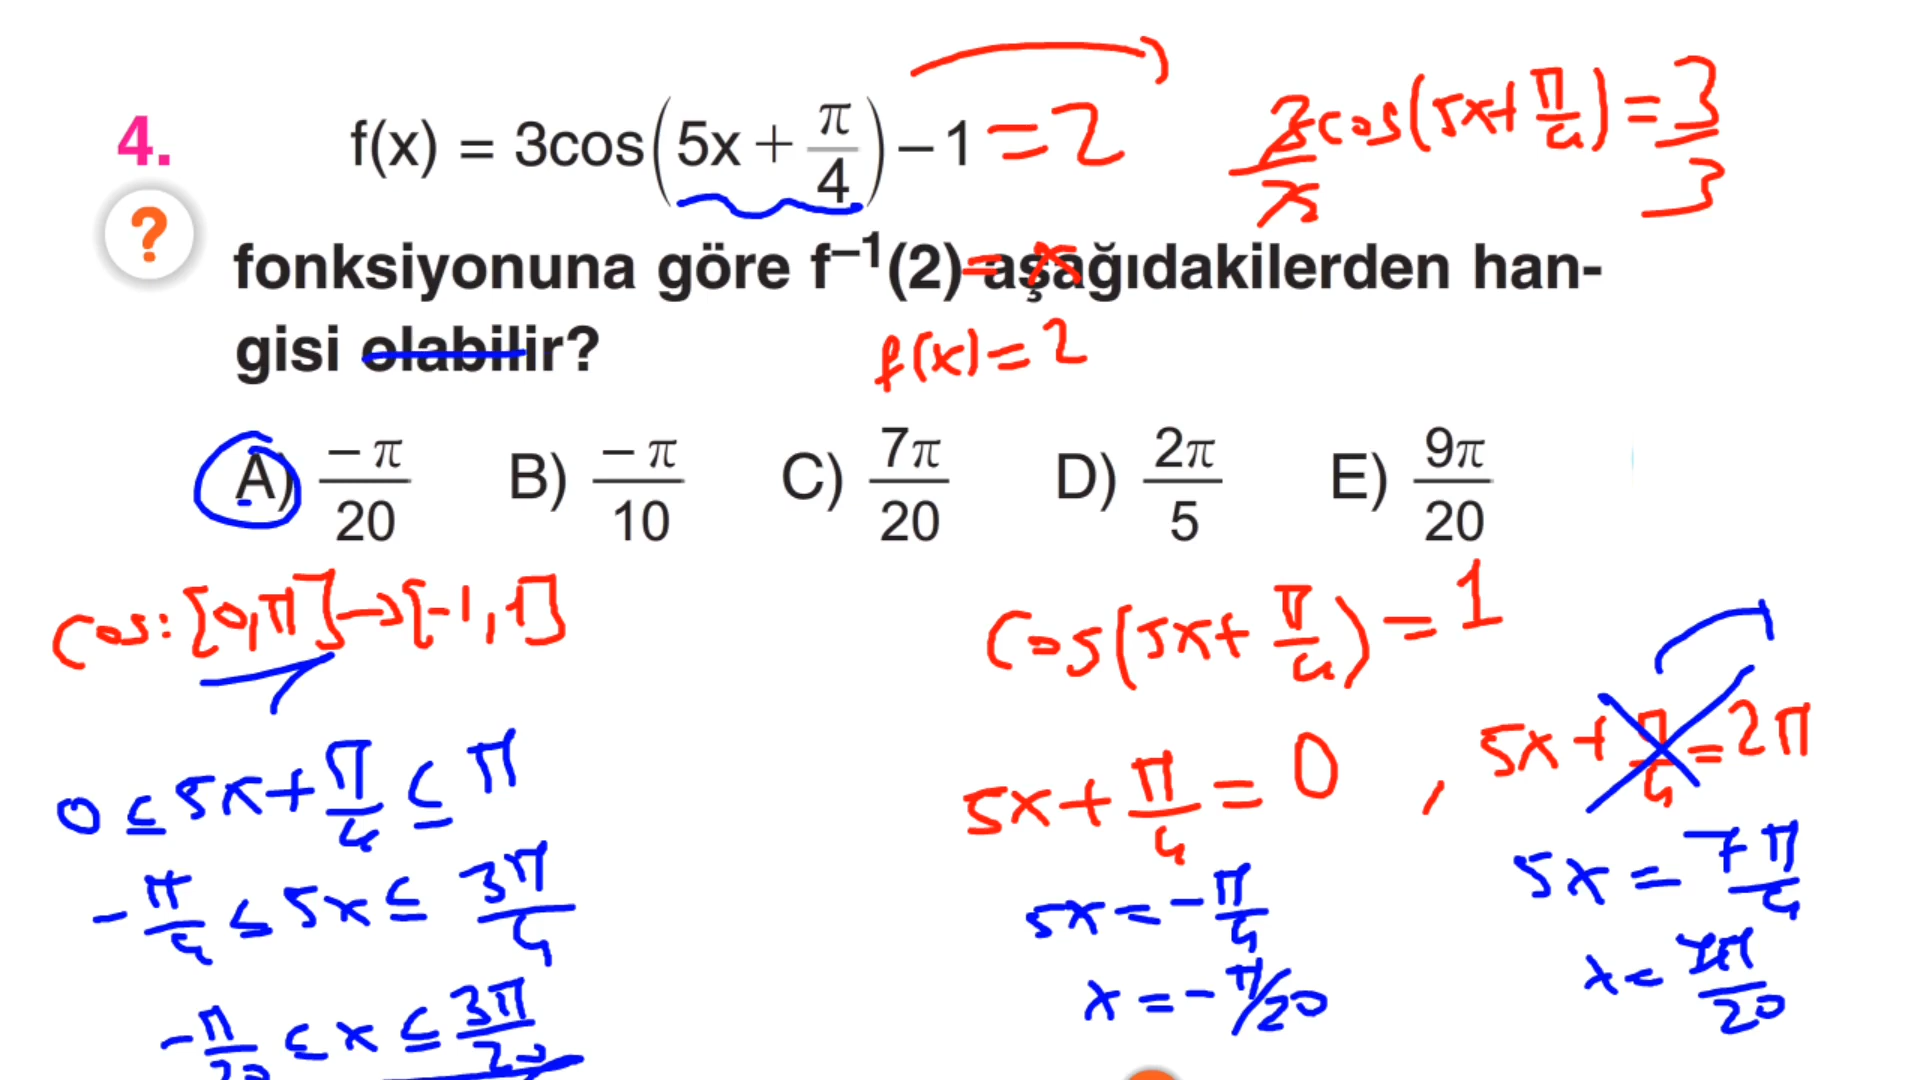 4. f(x) = 3cos(5x + π/4) – 1 = 2
3cos(5x+π/4) = 3
3 3
?
fonksiyonuna göre f⁻¹(2) = x aşağıdakilerden han-
gisi olabilir?
f(x) = 2
A) –π/20 B) –π/10 C) 7π/20 D) 2π/5 E) 9π/20
cos: [0,π]→[-1,1]
cos(5x+π/4) = 1
0 ≤ 5x+π/4 ≤ π
5x+π/4 = 0 , 5x+π/4 = 2π
-π/4 ≤ 5x ≤ 3π/4
5x = -π/4
5x = 7π/4
-π/20 ≤ x ≤ 3π/20
x = -π/20
x = 7π/20